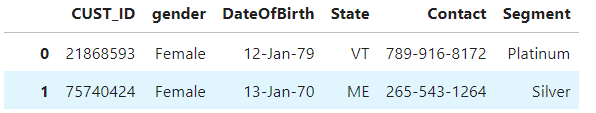 CUST_ID gender DateOfBirth State Contact Segment
0 21868593 Female 12-Jan-79 VT 789-916-8172 Platinum
1 75740424 Female 13-Jan-70 ME 265-543-1264 Silver